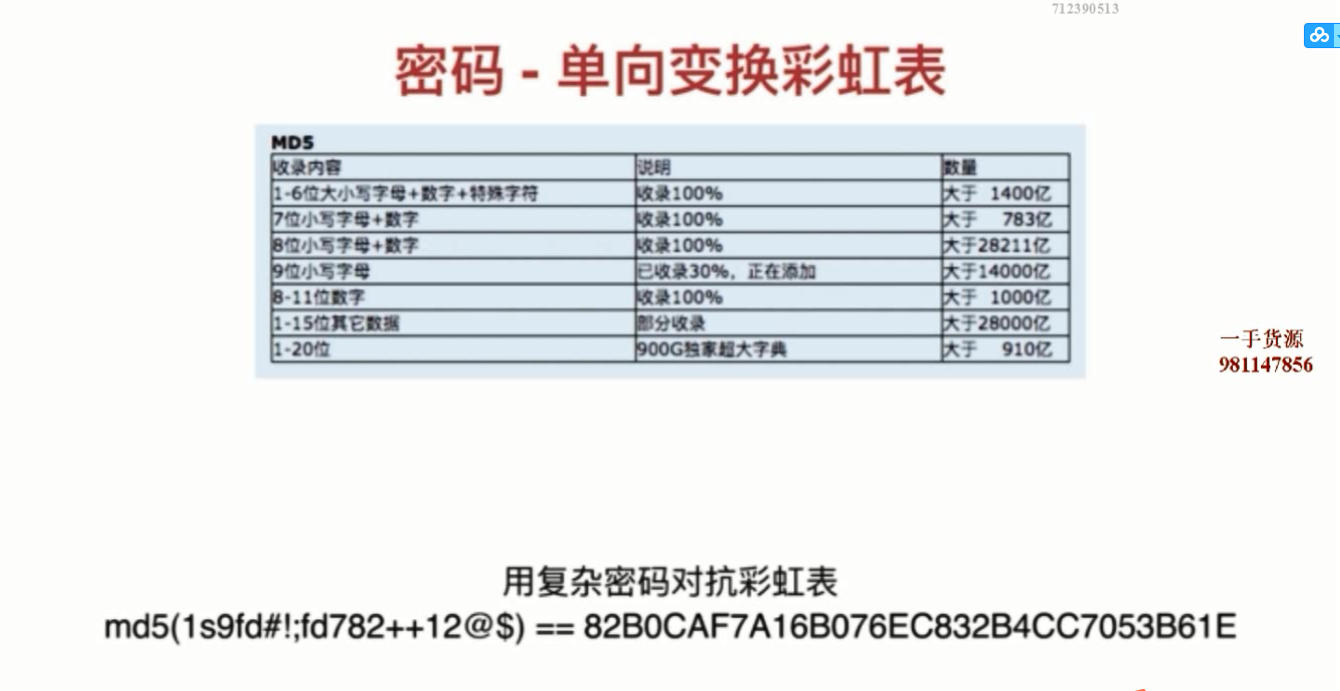 712390513
密码 - 单向变换彩虹表
MD5
收录内容 说明 数量
1-6位大小写字母+数字+特殊字符 收录100% 大于 1400亿
7位小写字母+数字 收录100% 大于 783亿
8位小写字母+数字 收录100% 大于28211亿
9位小写字母 已收录30%，正在添加 大于14000亿
8-11位数字 收录100% 大于 1000亿
1-15位其它数据 部分收录 大于28000亿
1-20位 900G独家超大字典 大于 910亿
一手货源
981147856
用复杂密码对抗彩虹表
md5(1s9fd#!;fd782++12@$) == 82B0CAF7A16B076EC832B4CC7053B61E